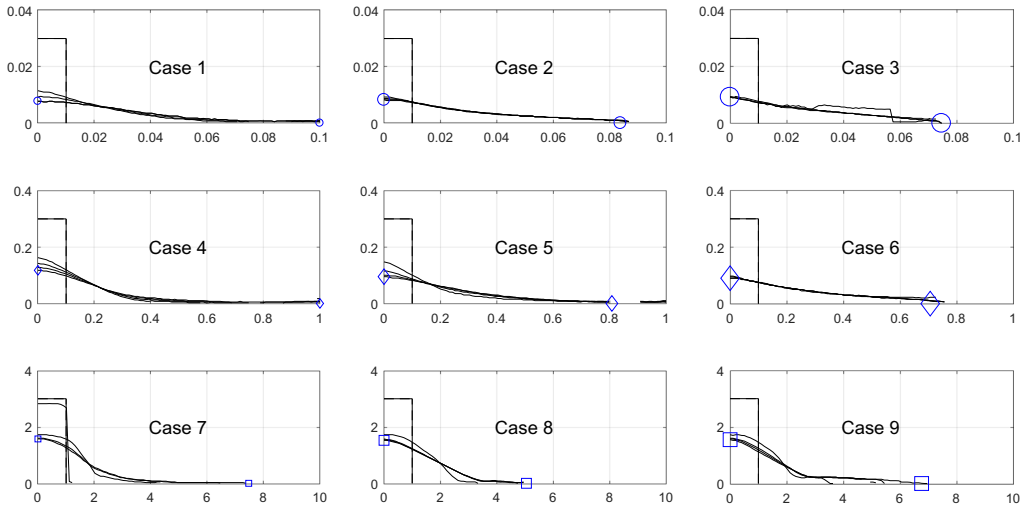 0.04 0.04 0.04
0.02 Case 1 0.02 Case 2 0.02 Case 3
0 0 0
0 0.02 0.04 0.06 0.08 0.1 0 0.02 0.04 0.06 0.08 0.1 0 0.02 0.04 0.06 0.08 0.1
0.4 0.4 0.4
0.2 Case 4 0.2 Case 5 0.2 Case 6
0 0 0
0 0.2 0.4 0.6 0.8 1 0 0.2 0.4 0.6 0.8 1 0 0.2 0.4 0.6 0.8 1
4 4 4
2 Case 7 2 Case 8 2 Case 9
0 0 0
0 2 4 6 8 10 0 2 4 6 8 10 0 2 4 6 8 10